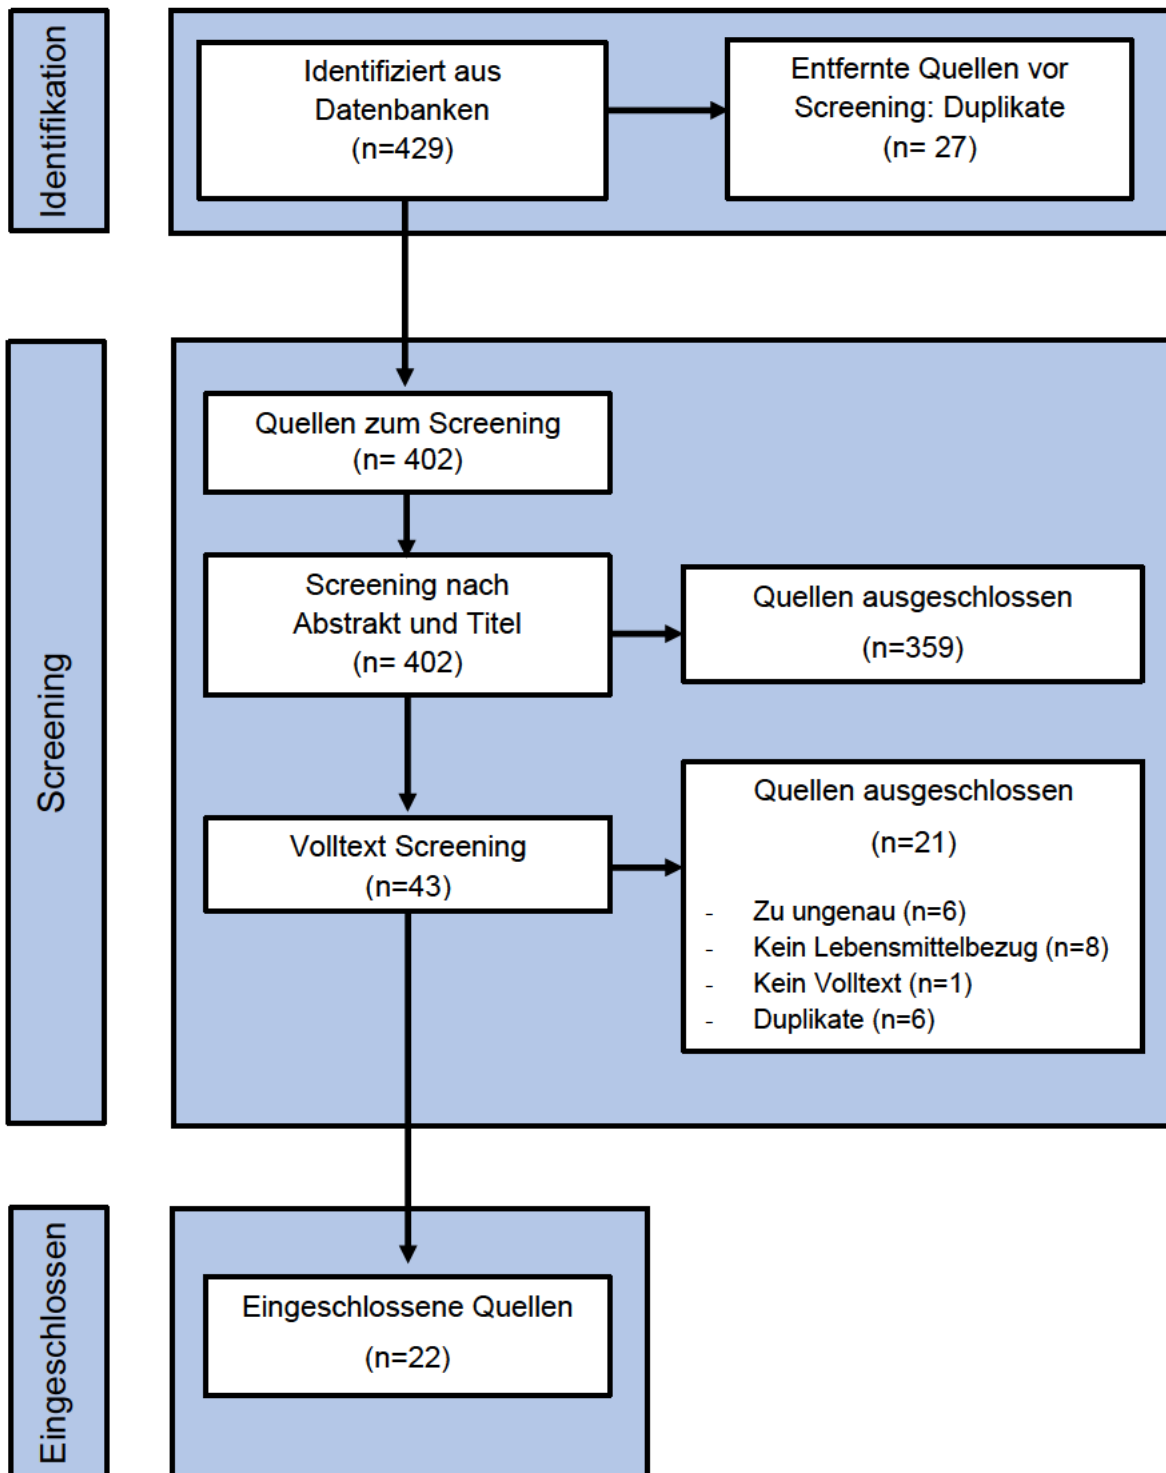 Identifikation
Identifiziert aus
Datenbanken
(n=429)
Entfernte Quellen vor
Screening: Duplikate
(n= 27)
Screening
Quellen zum Screening
(n= 402)
Screening nach
Abstrakt und Titel
(n= 402)
Quellen ausgeschlossen
(n=359)
Volltext Screening
(n=43)
Quellen ausgeschlossen
(n=21)
- Zu ungenau (n=6)
- Kein Lebensmittelbezug (n=8)
- Kein Volltext (n=1)
- Duplikate (n=6)
Eingeschlossen
Eingeschlossene Quellen
(n=22)